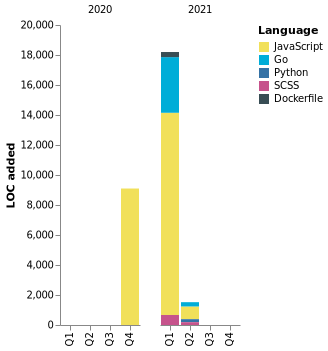 2020 2021
Language
JavaScript
Go
Python
SCSS
Dockerfile
LOC added
20,000
18,000
16,000
14,000
12,000
10,000
8,000
6,000
4,000
2,000
0
Q1 Q2 Q3 Q4 Q1 Q2 Q3 Q4